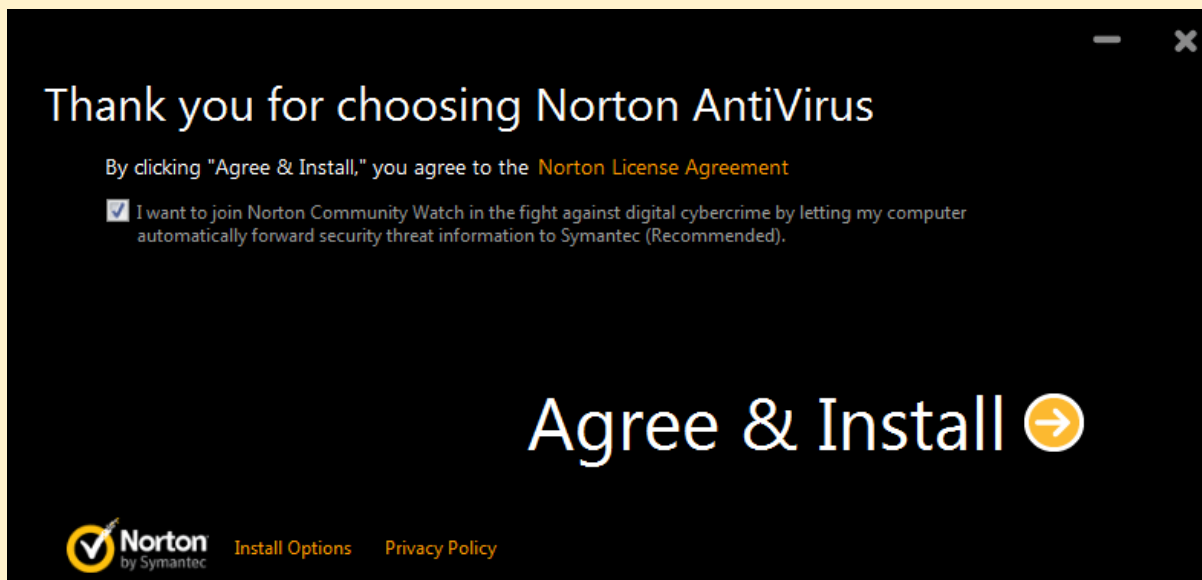 Thank you for choosing Norton AntiVirus
By clicking "Agree & Install," you agree to the Norton License Agreement
I want to join Norton Community Watch in the fight against digital cybercrime by letting my computer
automatically forward security threat information to Symantec (Recommended).
Agree & Install
Norton
by Symantec
Install Options Privacy Policy